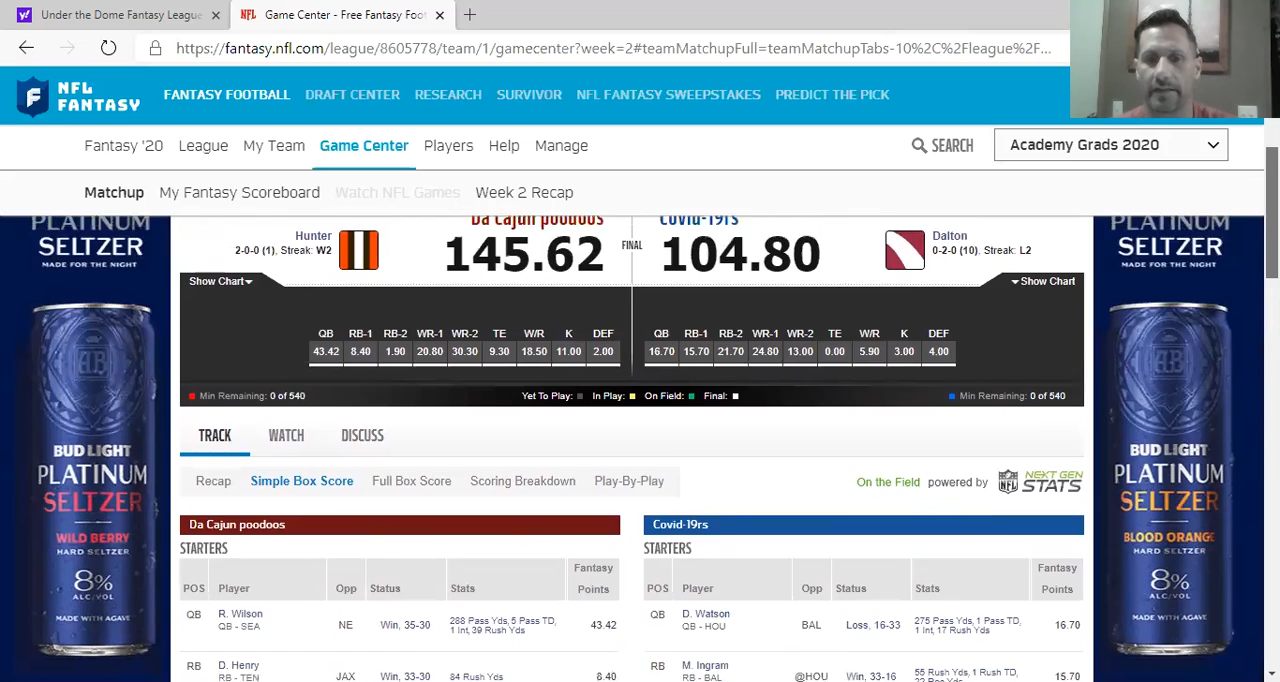 Under the Dome Fantasy League
Game Center - Free Fantasy Foo
https://fantasy.nfl.com/league/8605778/team/1/gamecenter?week=2#teamMatchupFull=teamMatchupTabs-10%2C%2Fleague%2F...
NFL FANTASY
FANTASY FOOTBALL DRAFT CENTER RESEARCH SURVIVOR NFL FANTASY SWEEPSTAKES PREDICT THE PICK
Fantasy '20 League My Team Game Center Players Help Manage SEARCH Academy Grads 2020
Matchup My Fantasy Scoreboard Watch NFL Games Week 2 Recap
Da Cajun poodoos Covid-19rs
Hunter 145.62 FINAL 104.80 Dalton
2-0-0 (1), Streak: W2 0-2-0 (10), Streak: L2
Show Chart Show Chart
QB RB-1 RB-2 WR-1 WR-2 TE W/R K DEF QB RB-1 RB-2 WR-1 WR-2 TE W/R K DEF
43.42 8.40 1.90 20.80 30.30 9.30 18.50 11.00 2.00 16.70 15.70 21.70 24.80 13.00 0.00 5.90 3.00 4.00
Min Remaining: 0 of 540 Yet To Play: In Play: On Field: Final: Min Remaining: 0 of 540
TRACK WATCH DISCUSS
Recap Simple Box Score Full Box Score Scoring Breakdown Play-By-Play On the Field powered by NEXT GEN STATS
Da Cajun poodoos Covid-19rs
STARTERS STARTERS
POS Player Opp Status Stats Fantasy Points POS Player Opp Status Stats Fantasy Points
QB R. Wilson QB - SEA NE Win, 35-30 288 Pass Yds, 5 Pass TD, 1 Int, 39 Rush Yds 43.42 QB D. Watson QB - HOU BAL Loss, 16-33 275 Pass Yds, 1 Pass TD, 1 Int, 17 Rush Yds 16.70
RB D. Henry RB - TEN JAX Win, 33-30 84 Rush Yds 8.40 RB M. Ingram RB - BAL @HOU Win, 33-16 55 Rush Yds, 1 Rush TD, 15.70
PLATINUM
SELTZER
MADE FOR THE NIGHT
BUD LIGHT
PLATINUM
SELTZER
WILD BERRY
HARD SELTZER
8%
ALC/VOL
MADE WITH AGAVE
PLATINUM
SELTZER
MADE FOR THE NIGHT
BUD LIGHT
PLATINUM
SELTZER
BLOOD ORANGE
HARD SELTZER
8%
ALC/VOL
MADE WITH AGAVE